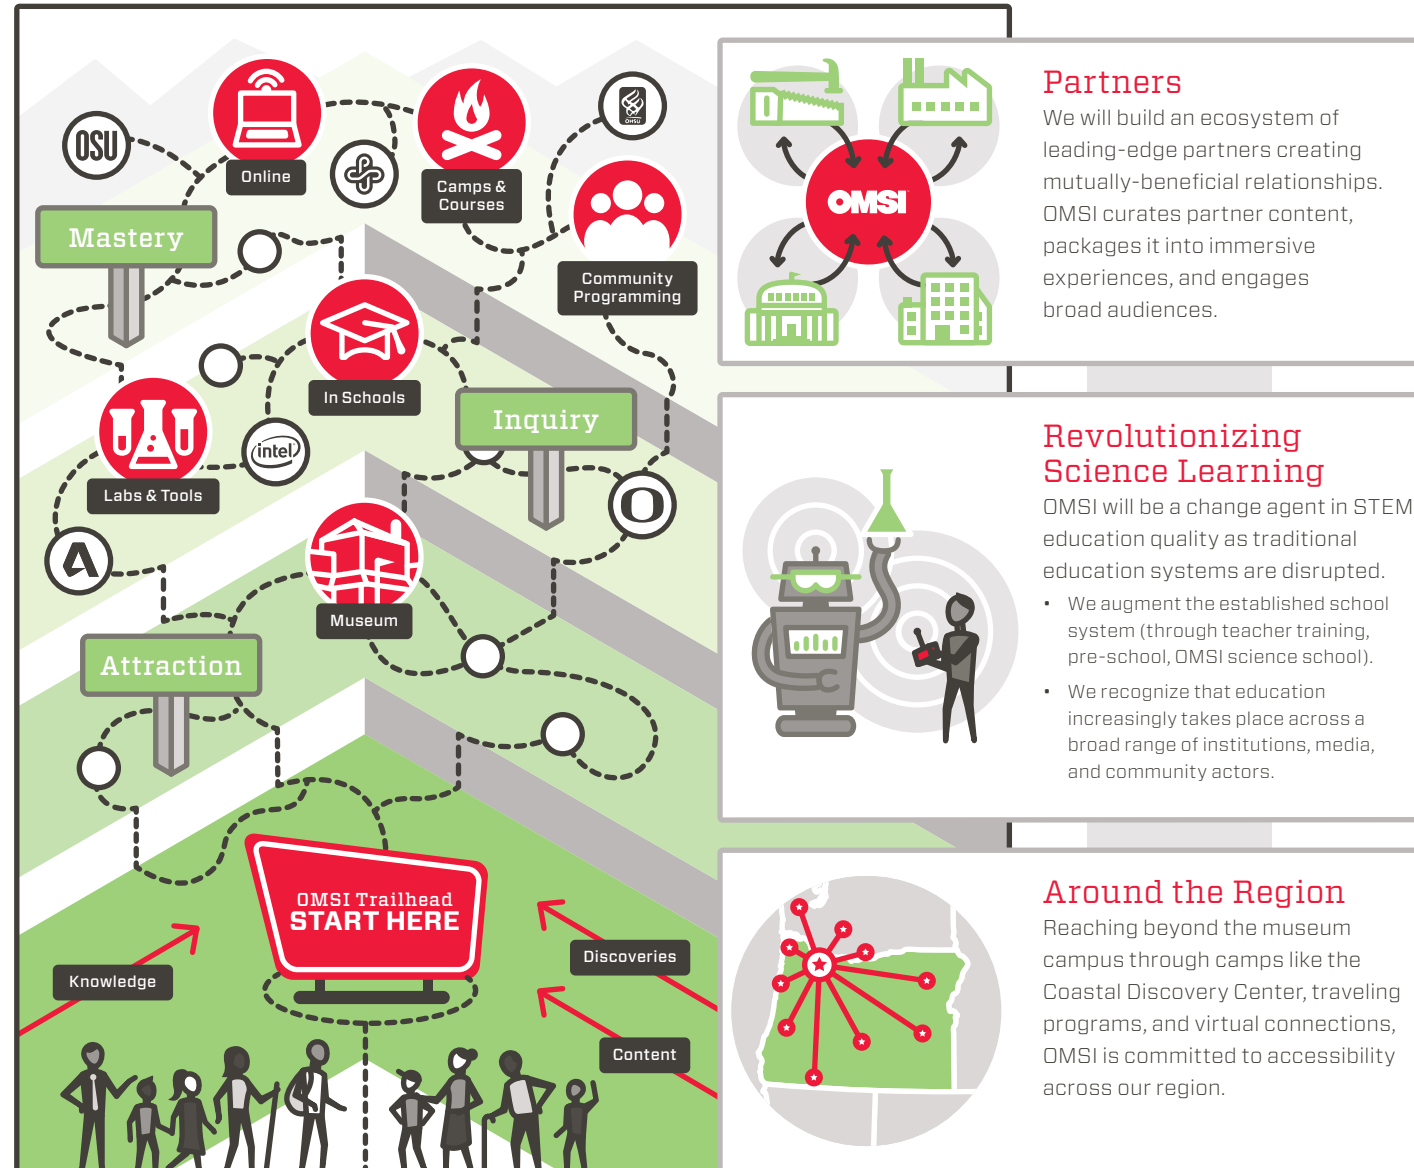 OSU
Online
Camps &
Courses
OHSU
Mastery
Community
Programming
In Schools
Inquiry
intel
Labs & Tools
O
A
Museum
Attraction
OMSI Trailhead
START HERE
Knowledge
Discoveries
Content
OMSI
Partners
We will build an ecosystem of
leading-edge partners creating
mutually-beneficial relationships.
OMSI curates partner content,
packages it into immersive
experiences, and engages
broad audiences.
Revolutionizing
Science Learning
OMSI will be a change agent in STEM
education quality as traditional
education systems are disrupted.
• We augment the established school
system (through teacher training,
pre-school, OMSI science school).
• We recognize that education
increasingly takes place across a
broad range of institutions, media,
and community actors.
Around the Region
Reaching beyond the museum
campus through camps like the
Coastal Discovery Center, traveling
programs, and virtual connections,
OMSI is committed to accessibility
across our region.